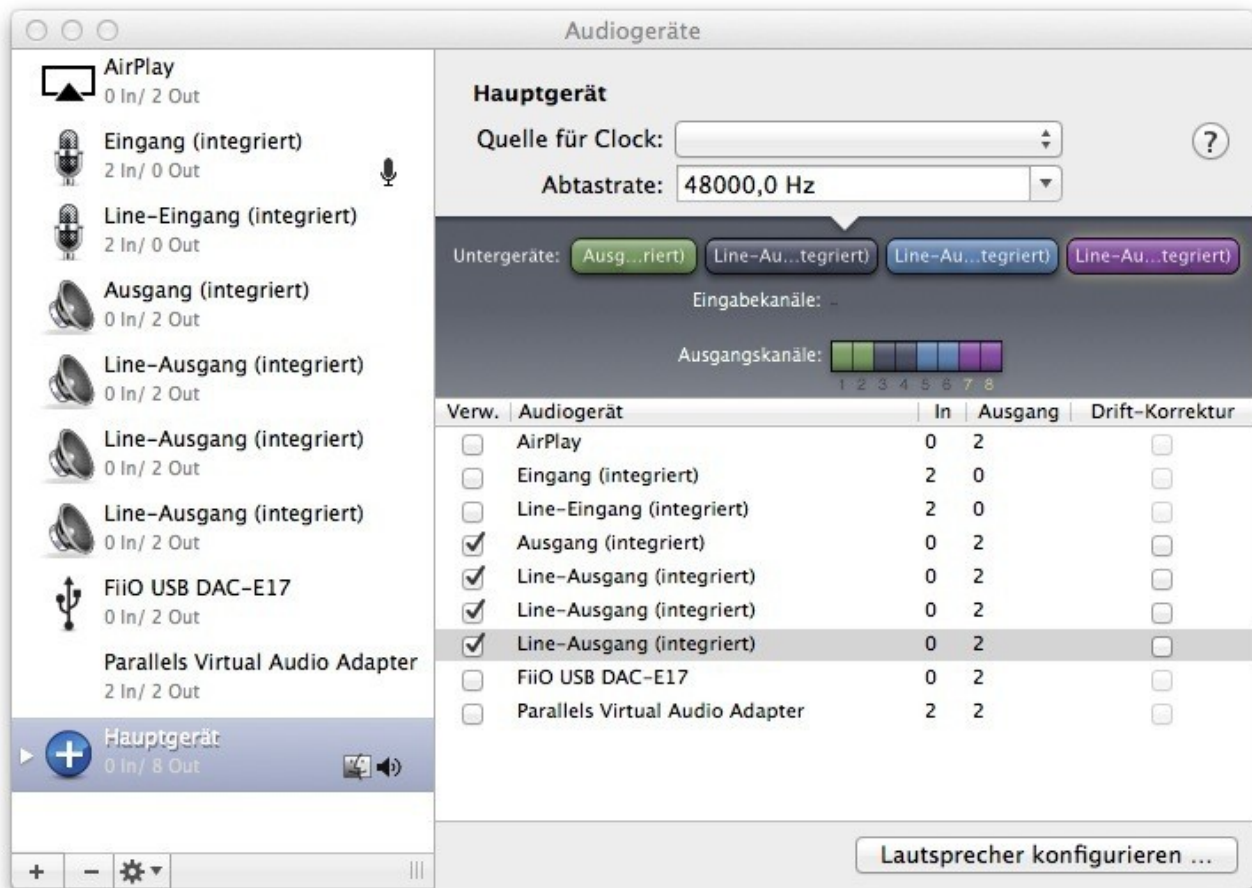 Audiogeräte
AirPlay
0 In/ 2 Out
Eingang (integriert)
2 In/ 0 Out
Line-Eingang (integriert)
2 In/ 0 Out
Ausgang (integriert)
0 In/ 2 Out
Line-Ausgang (integriert)
0 In/ 2 Out
Line-Ausgang (integriert)
0 In/ 2 Out
Line-Ausgang (integriert)
0 In/ 2 Out
FiiO USB DAC-E17
0 In/ 2 Out
Parallels Virtual Audio Adapter
2 In/ 2 Out
Hauptgerät
0 In/ 8 Out
Hauptgerät
Quelle für Clock:
?
Abtastrate: 48000,0 Hz
Untergeräte: Ausg...riert) Line-Au...tegriert) Line-Au...tegriert) Line-Au...tegriert)
Eingabekanäle: -
Ausgangskanäle:
1 2 3 4 5 6 7 8
Verw. Audiogerät In Ausgang Drift-Korrektur
AirPlay 0 2
Eingang (integriert) 2 0
Line-Eingang (integriert) 2 0
Ausgang (integriert) 0 2
Line-Ausgang (integriert) 0 2
Line-Ausgang (integriert) 0 2
Line-Ausgang (integriert) 0 2
FiiO USB DAC-E17 0 2
Parallels Virtual Audio Adapter 2 2
Lautsprecher konfigurieren ...